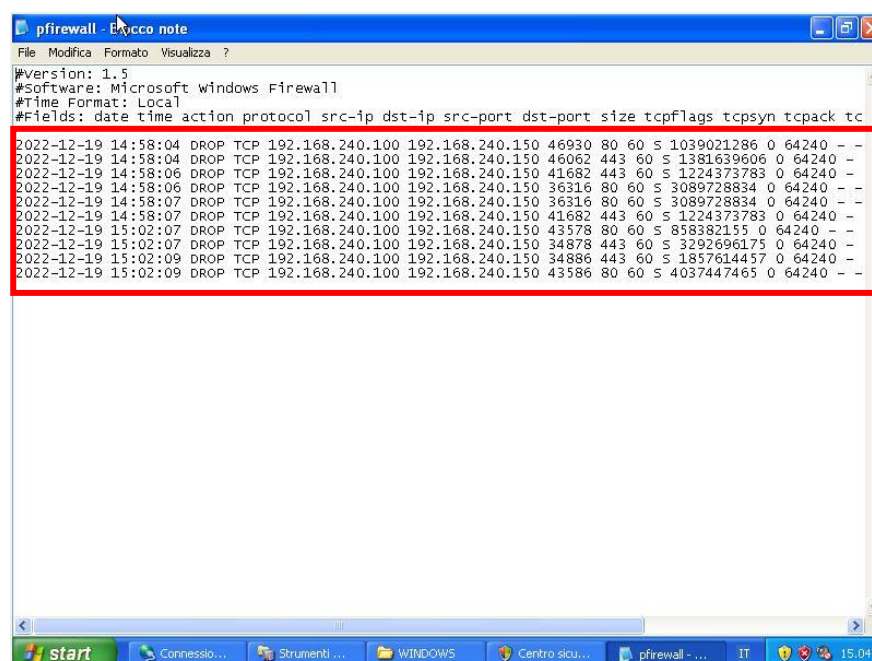 pfirewall - Blocco note
File Modifica Formato Visualizza ?
#Version: 1.5
#Software: Microsoft Windows Firewall
#Time Format: Local
#Fields: date time action protocol src-ip dst-ip src-port dst-port size tcpflags tcpsyn tcpack tc
2022-12-19 14:58:04 DROP TCP 192.168.240.100 192.168.240.150 46930 80 60 S 1039021286 0 64240 - -
2022-12-19 14:58:04 DROP TCP 192.168.240.100 192.168.240.150 46062 443 60 S 1381639606 0 64240 -
2022-12-19 14:58:06 DROP TCP 192.168.240.100 192.168.240.150 41682 443 60 S 1224373783 0 64240 -
2022-12-19 14:58:06 DROP TCP 192.168.240.100 192.168.240.150 36316 80 60 S 3089728834 0 64240 - -
2022-12-19 14:58:07 DROP TCP 192.168.240.100 192.168.240.150 36316 80 60 S 3089728834 0 64240 - -
2022-12-19 14:58:07 DROP TCP 192.168.240.100 192.168.240.150 41682 443 60 S 1224373783 0 64240 -
2022-12-19 15:02:07 DROP TCP 192.168.240.100 192.168.240.150 43578 80 60 S 858382155 0 64240 - -
2022-12-19 15:02:07 DROP TCP 192.168.240.100 192.168.240.150 34878 443 60 S 3292696175 0 64240 -
2022-12-19 15:02:09 DROP TCP 192.168.240.100 192.168.240.150 34886 443 60 S 1857614457 0 64240 -
2022-12-19 15:02:09 DROP TCP 192.168.240.100 192.168.240.150 43586 80 60 S 4037447465 0 64240 - -
start Connessio... Strumenti ... WINDOWS Centro sicu... pfirewall - ... IT 15.04